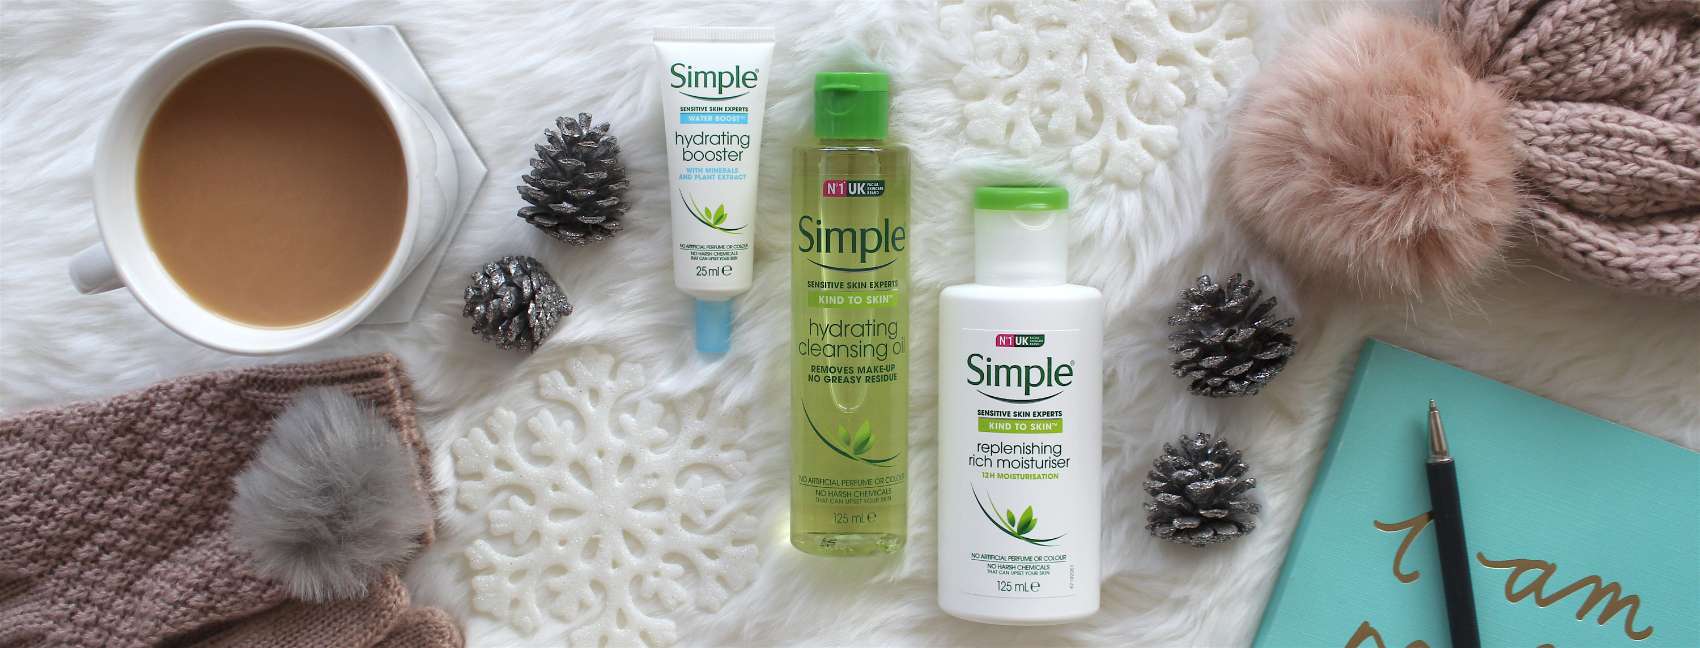 Simple®
SENSITIVE SKIN EXPERTS
WATER BOOST™
hydrating
booster
WITH MINERALS
AND PLANT EXTRACT
NO ARTIFICIAL PERFUME OR COLOUR
NO HARSH CHEMICALS
THAT CAN UPSET YOUR SKIN
25ml ℮
N°1 UK
Simple
SENSITIVE SKIN EXPERTS
KIND TO SKIN™
hydrating
cleansing oil
REMOVES MAKE-UP
NO GREASY RESIDUE
NO ARTIFICIAL PERFUME OR COLOUR
NO HARSH CHEMICALS
THAT CAN UPSET YOUR SKIN
125 ml ℮
N°1 UK
Simple®
SENSITIVE SKIN EXPERTS
KIND TO SKIN™
replenishing
rich moisturiser
12H MOISTURISATION
NO ARTIFICIAL PERFUME OR COLOUR
NO HARSH CHEMICALS
THAT CAN UPSET YOUR SKIN
125 ml ℮
i am